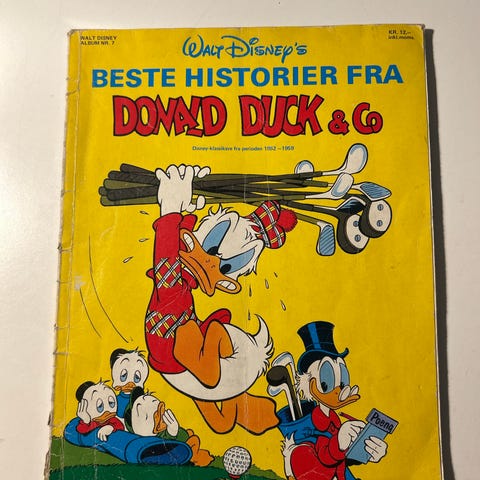 WALT DISNEY
ALBUM NR. 7
KR. 12,-
inkl.moms.
WALT DISNEY'S
BESTE HISTORIER FRA
DONALD DUCK & Co
Disney-klassikere fra perioden 1952-1959
Poeng